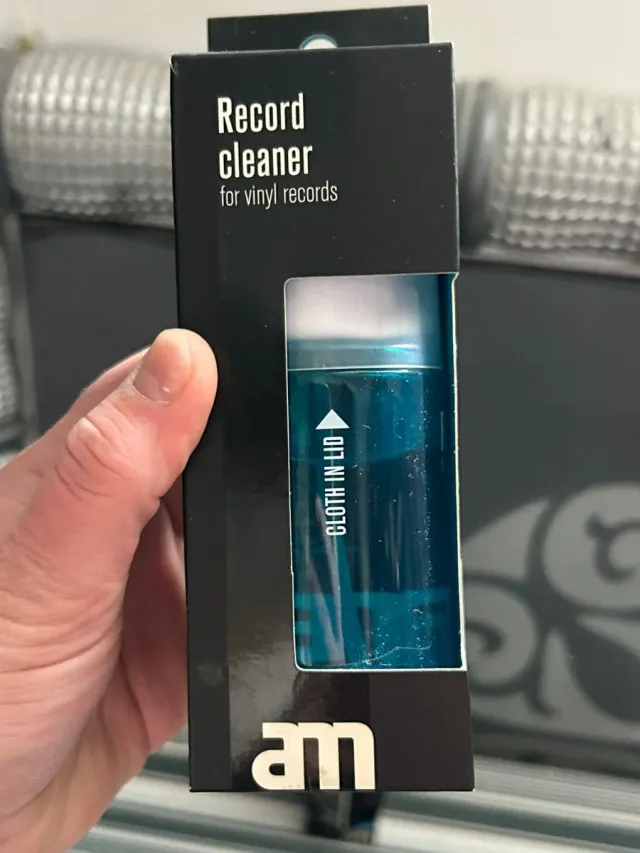 Record
cleaner
for vinyl records
CLOTH IN LID
am